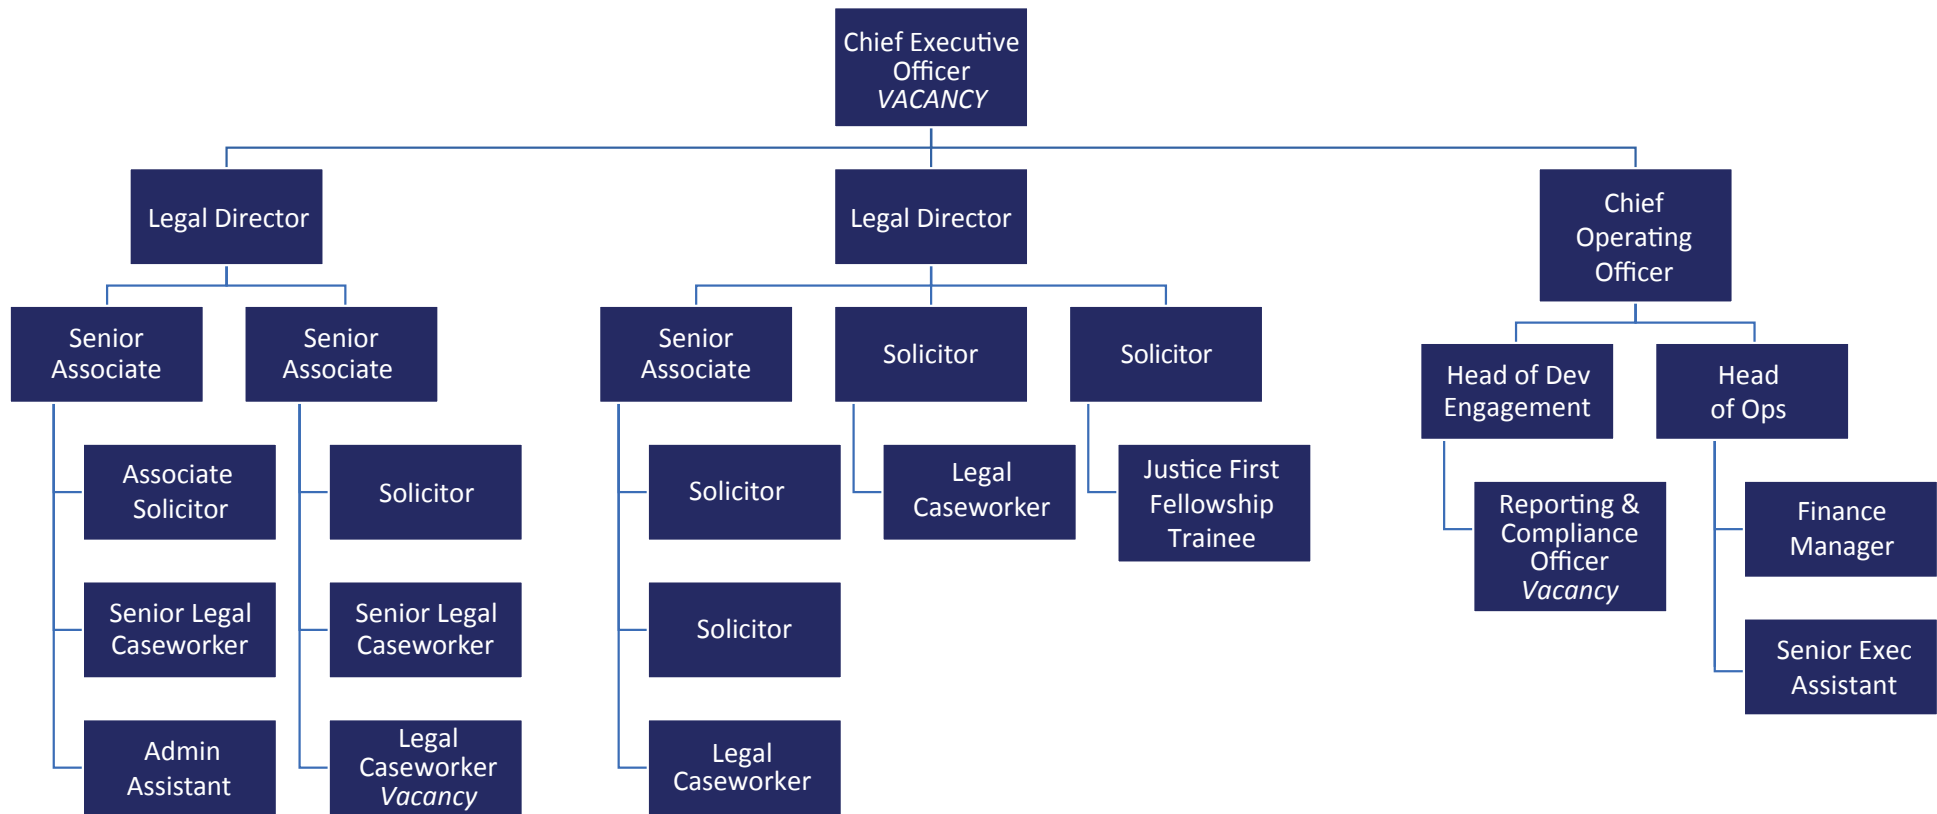 Chief Executive
Officer
VACANCY
Legal Director
Legal Director
Chief
Operating
Officer
Senior
Associate
Senior
Associate
Senior
Associate
Solicitor
Solicitor
Head of Dev
Engagement
Head
of Ops
Associate
Solicitor
Solicitor
Solicitor
Legal
Caseworker
Justice First
Fellowship
Trainee
Reporting &
Compliance
Officer
Vacancy
Finance
Manager
Senior Legal
Caseworker
Senior Legal
Caseworker
Solicitor
Senior Exec
Assistant
Admin
Assistant
Legal
Caseworker
Vacancy
Legal
Caseworker